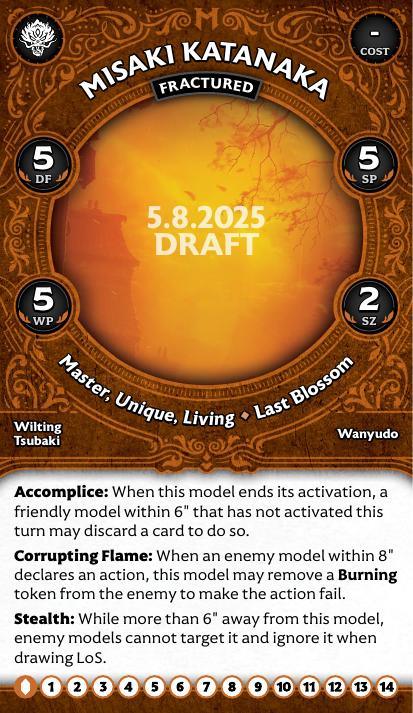 -
COST
MISAKI KATANAKA
FRACTURED
5
DF
5
SP
5.8.2025
DRAFT
5
WP
2
SZ
Master, Unique, Living ♦ Last Blossom
Wilting
Tsubaki
Wanyudo
Accomplice: When this model ends its activation, a
friendly model within 6" that has not activated this
turn may discard a card to do so.
Corrupting Flame: When an enemy model within 8"
declares an action, this model may remove a Burning
token from the enemy to make the action fail.
Stealth: While more than 6" away from this model,
enemy models cannot target it and ignore it when
drawing LoS.
1 2 3 4 5 6 7 8 9 10 11 12 13 14